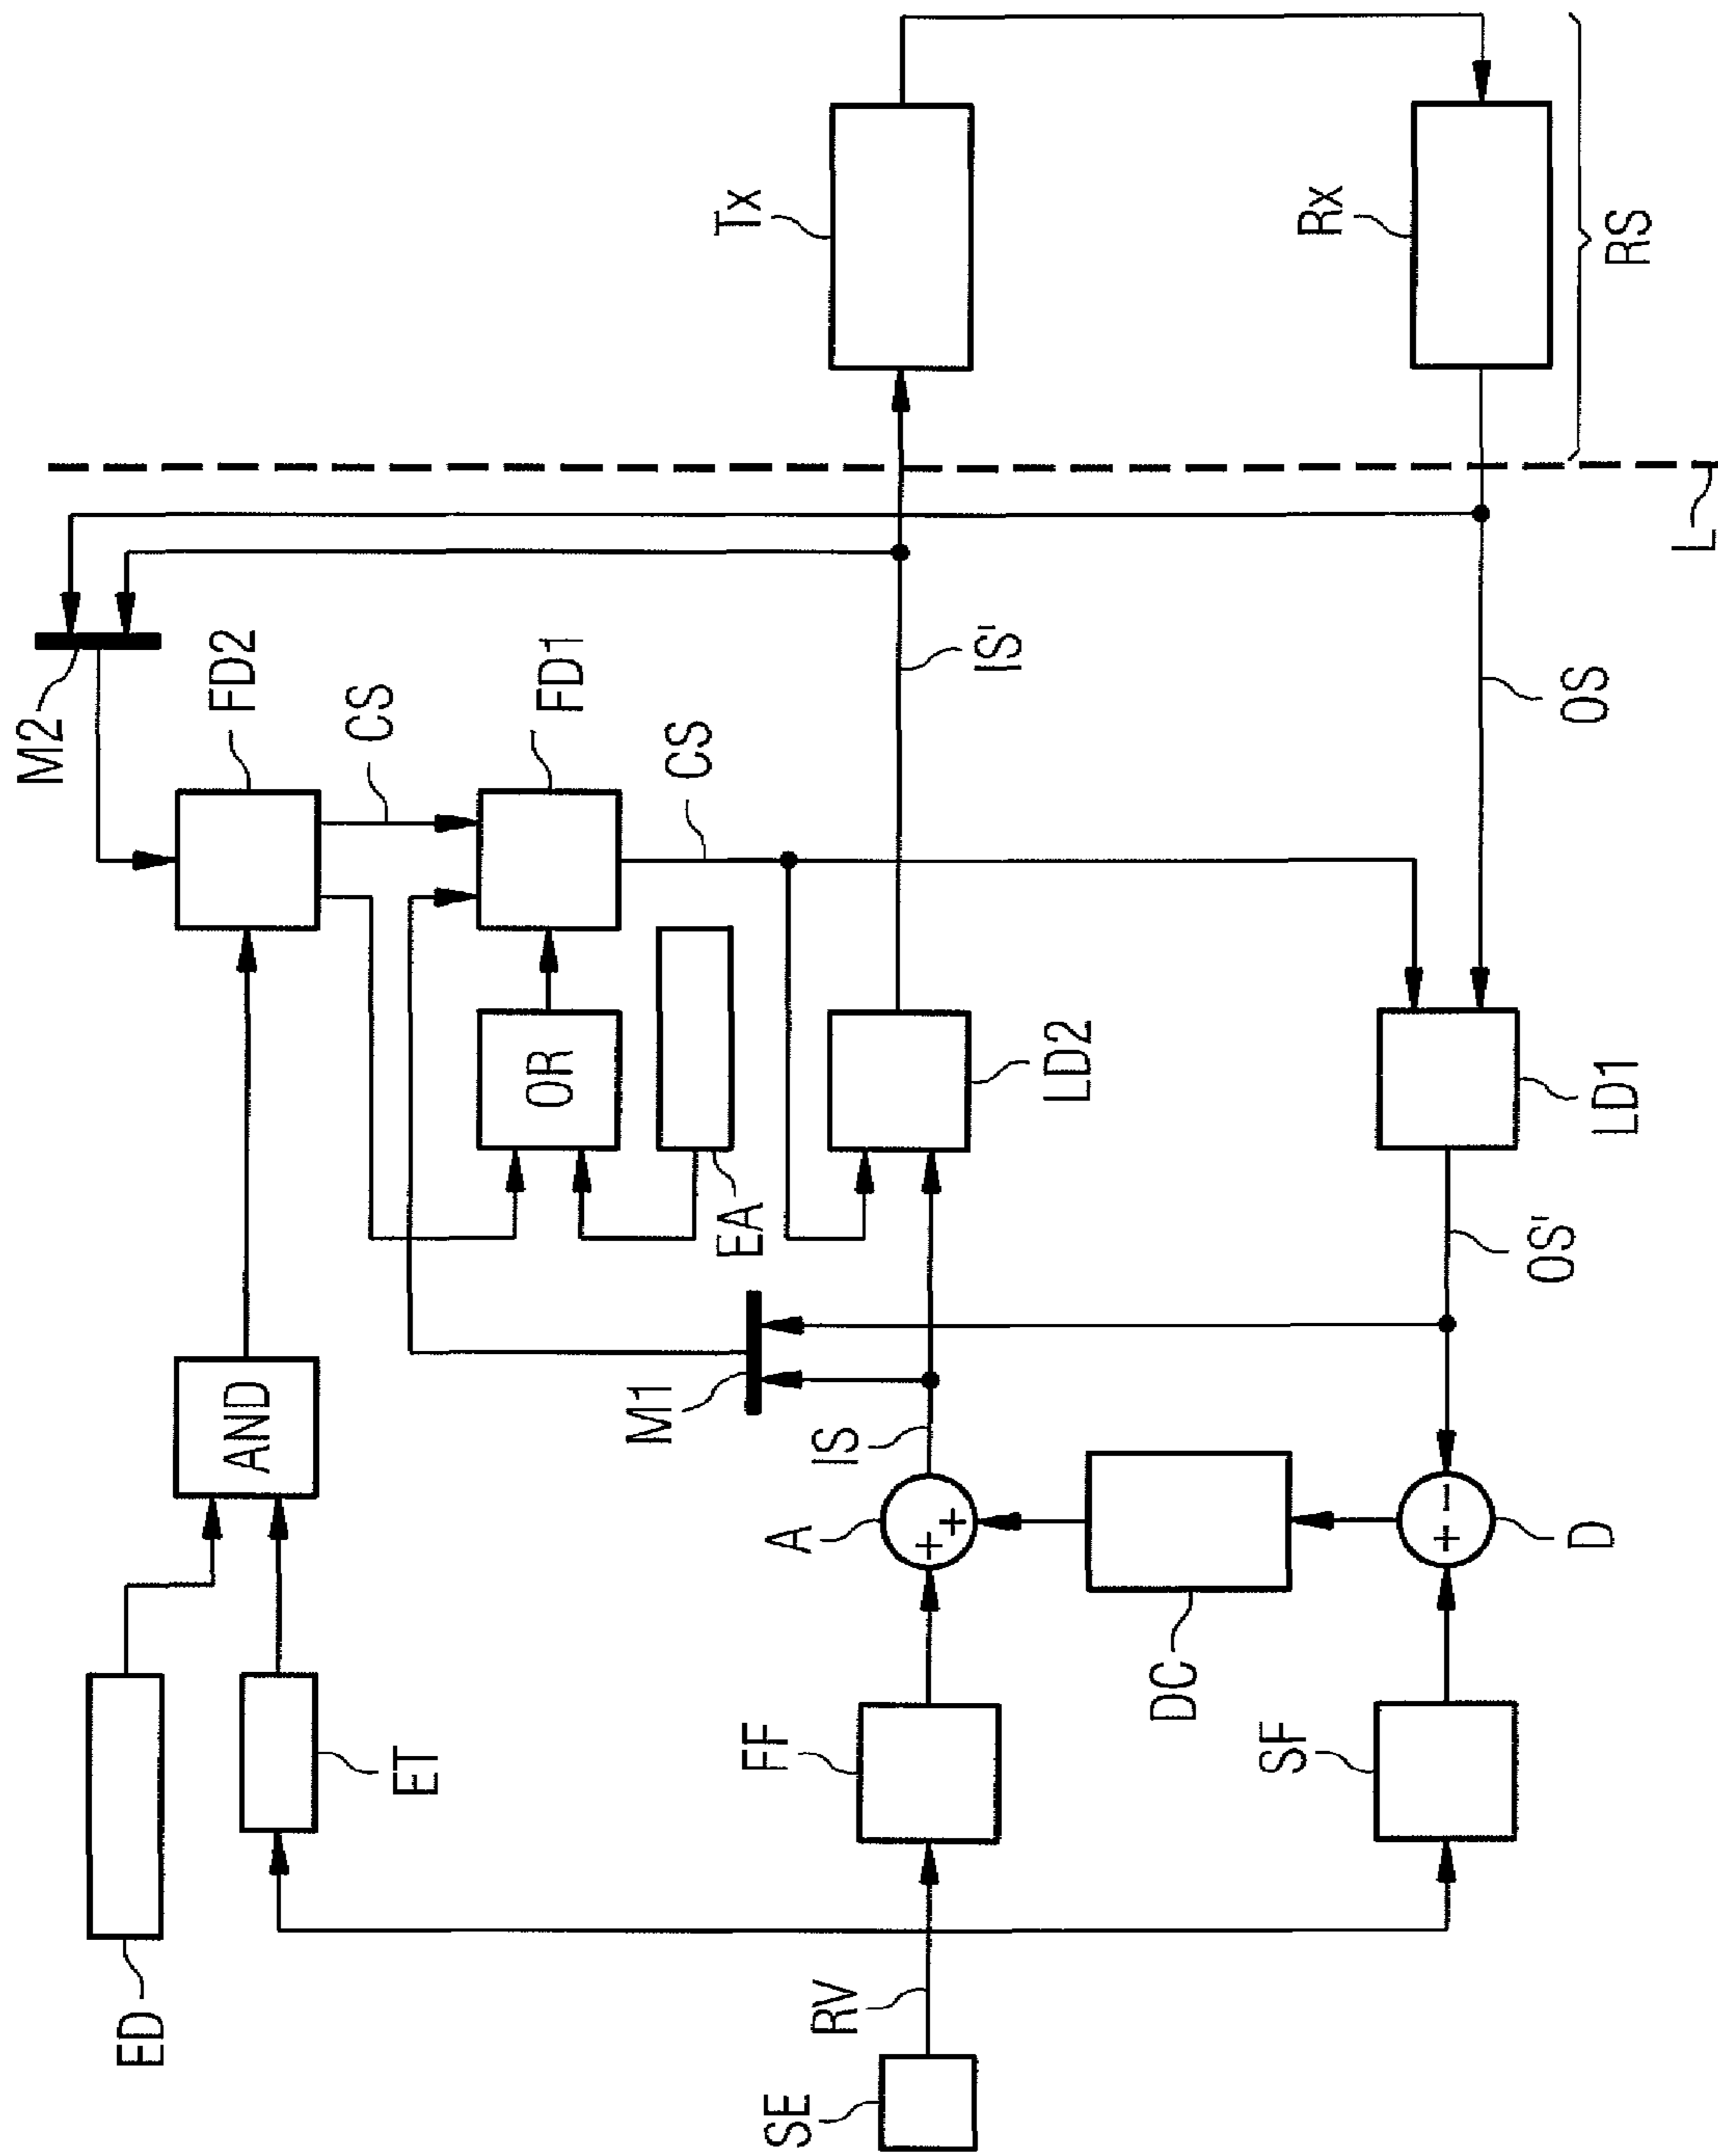 M2
ED
FD2
AND
CS
ET
FD1
OR
M1
CS
EA
Tx
SE
FF
A
RV
IS
+
+
IS'
LD2
DC
SF
Rx
+
-
OS'
D
LD1
OS
RS
L